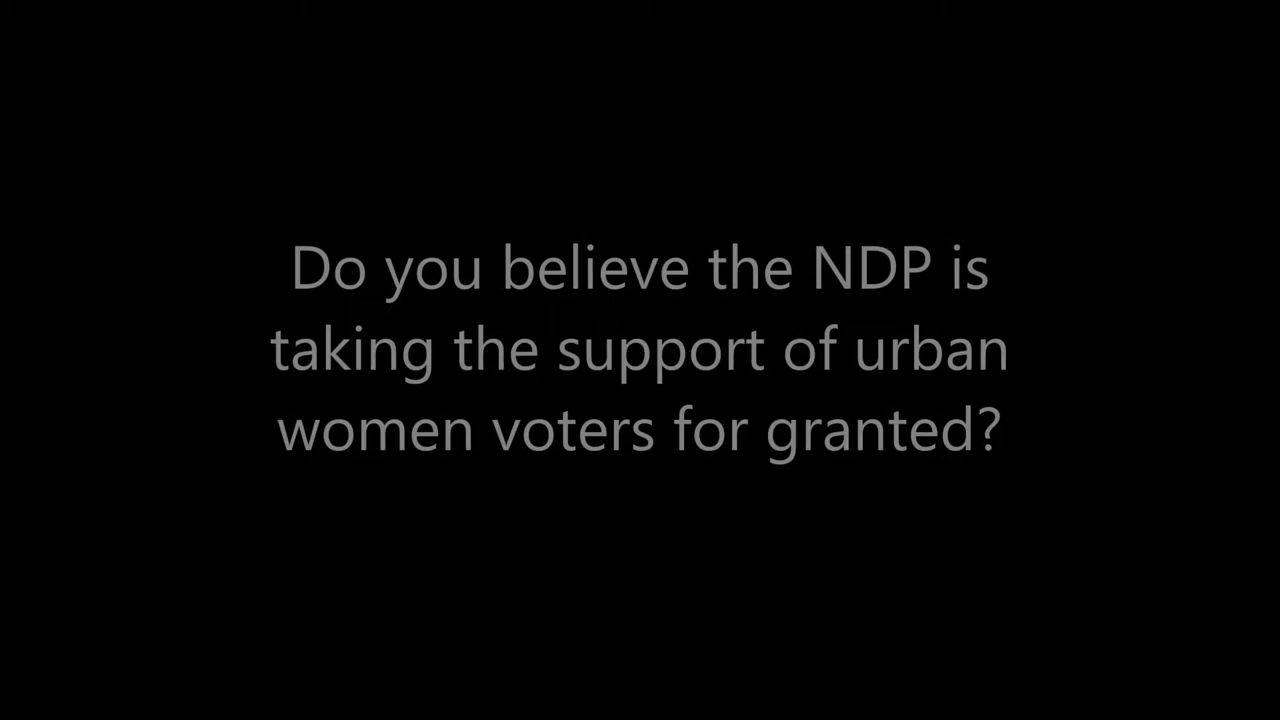 Do you believe the NDP is
taking the support of urban
women voters for granted?